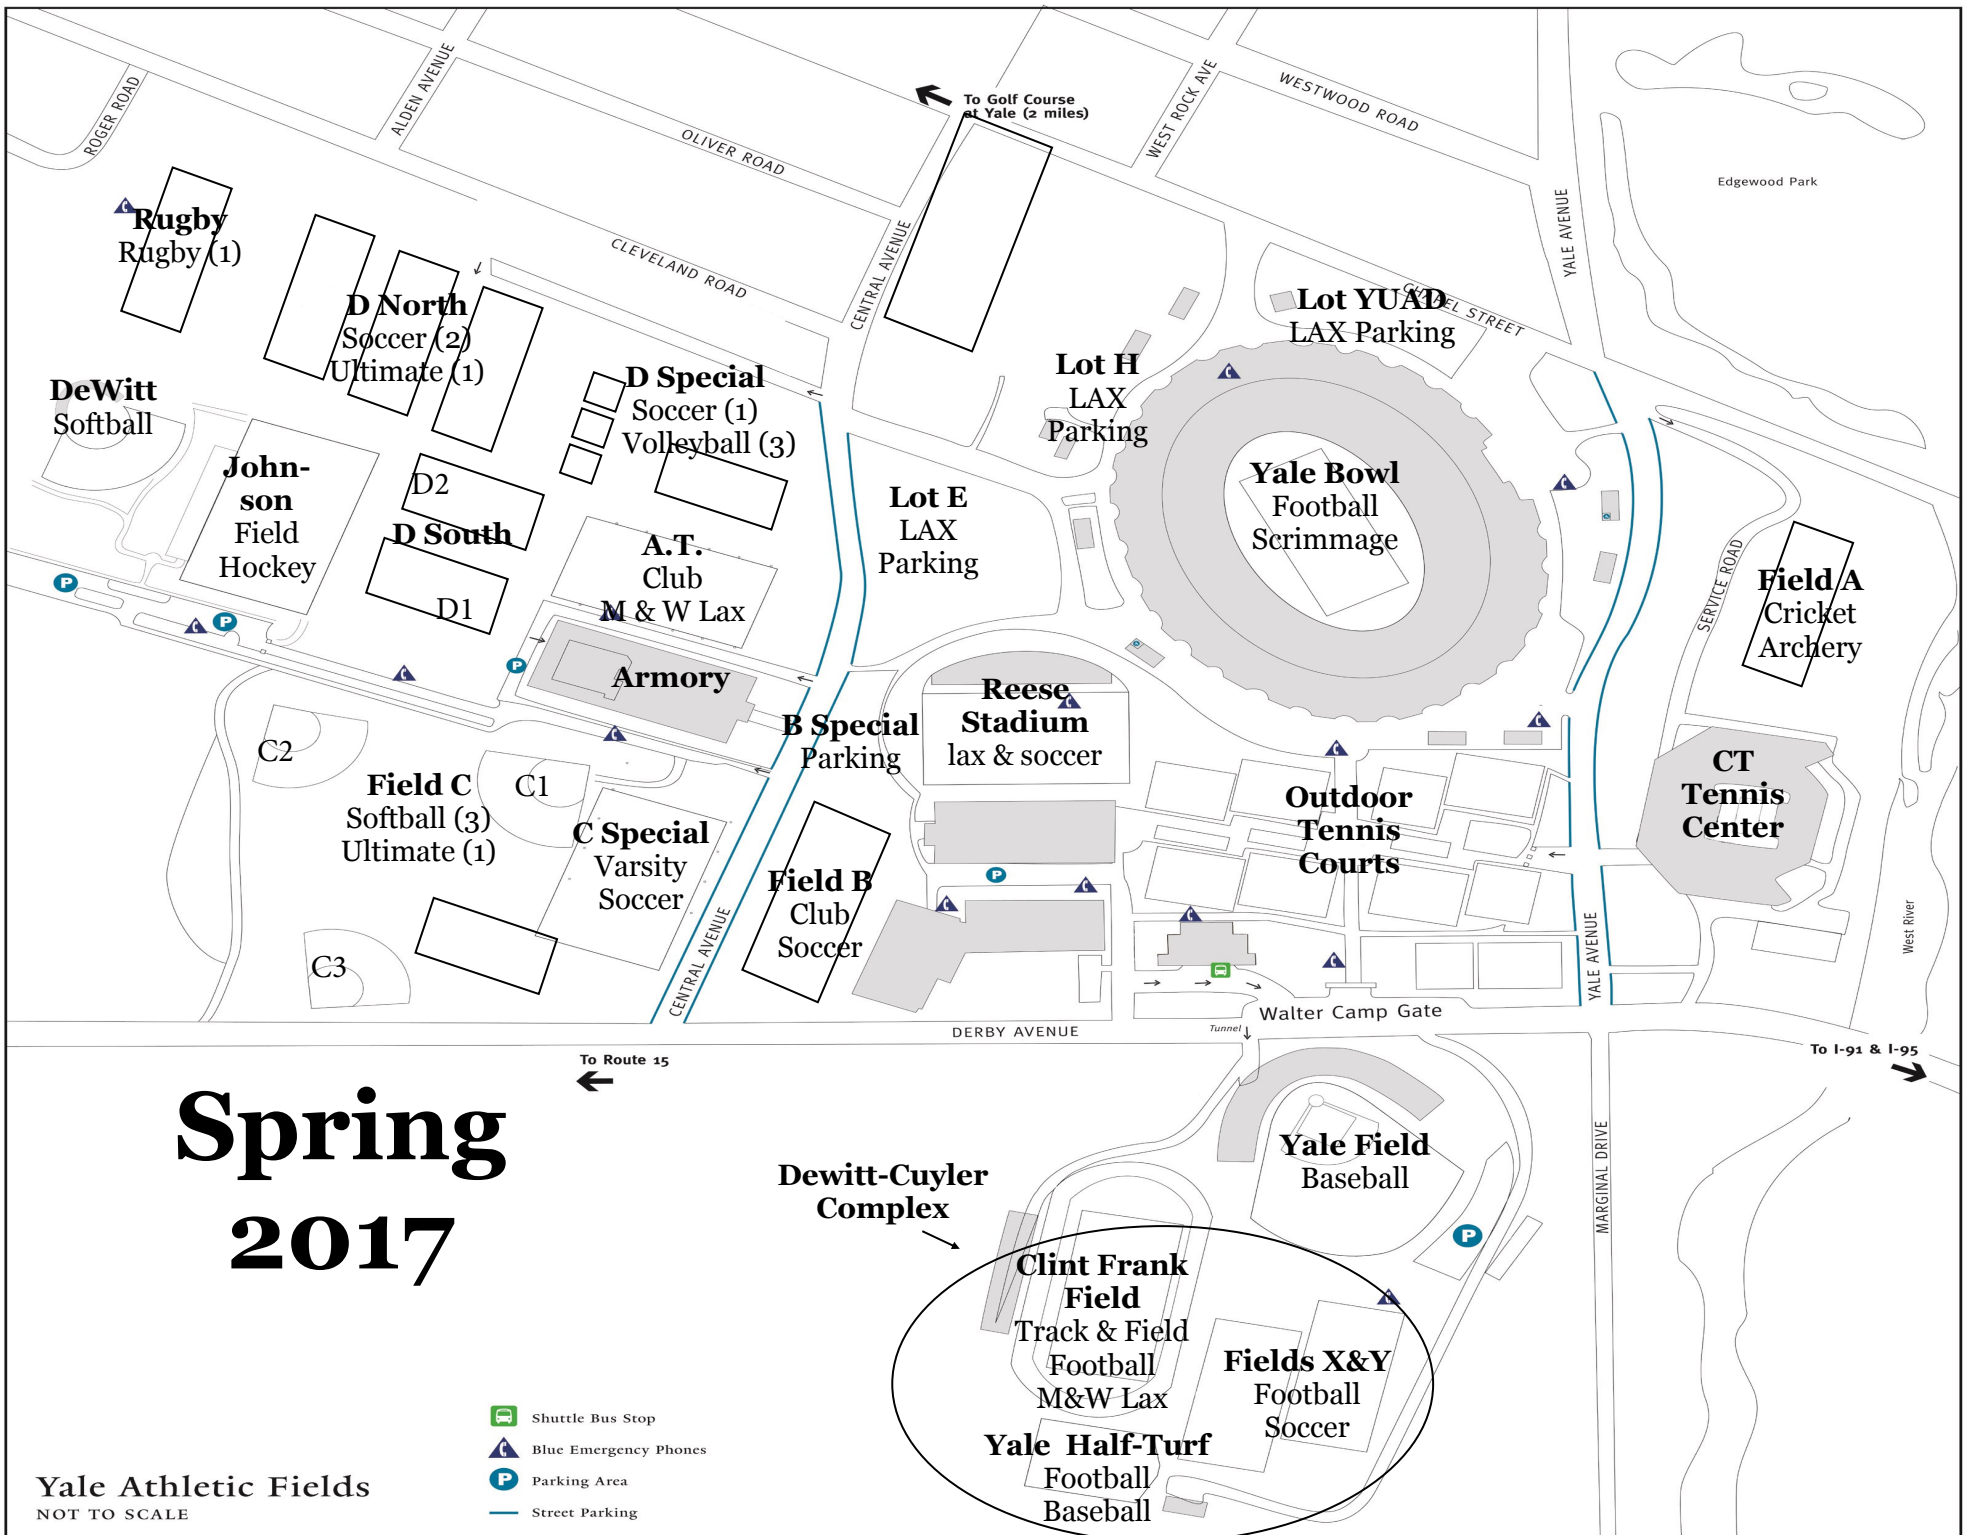 ROGER ROAD
ALDEN AVENUE
OLIVER ROAD
To Golf Course
at Yale (2 miles)
WEST ROCK AVE
WESTWOOD ROAD
YALE AVENUE
Edgewood Park
Rugby
Rugby (1)
CLEVELAND ROAD
CENTRAL AVENUE
CHAPEL STREET
D North
Soccer (2)
Ultimate (1)
Lot YUAD
LAX Parking
DeWitt
Softball
D Special
Soccer (1)
Volleyball (3)
Lot H
LAX
Parking
John-
son
Field
Hockey
D2
D South
D1
A.T.
Club
M & W Lax
Lot E
LAX
Parking
Yale Bowl
Football
Scrimmage
SERVICE ROAD
Field A
Cricket
Archery
P
P
P
Armory
B Special
Parking
Reese
Stadium
lax & soccer
C2
C1
Field C
Softball (3)
Ultimate (1)
C Special
Varsity
Soccer
C3
Field B
Club
Soccer
P
Outdoor
Tennis
Courts
CT
Tennis
Center
CENTRAL AVENUE
YALE AVENUE
West River
Walter Camp Gate
DERBY AVENUE
Tunnel
To Route 15
To I-91 & I-95
Spring
2017
MARGINAL DRIVE
Yale Field
Baseball
P
Dewitt-Cuyler
Complex
Clint Frank
Field
Track & Field
Football
M&W Lax
Fields X&Y
Football
Soccer
Yale Half-Turf
Football
Baseball
Shuttle Bus Stop
Blue Emergency Phones
P Parking Area
Street Parking
Yale Athletic Fields
NOT TO SCALE